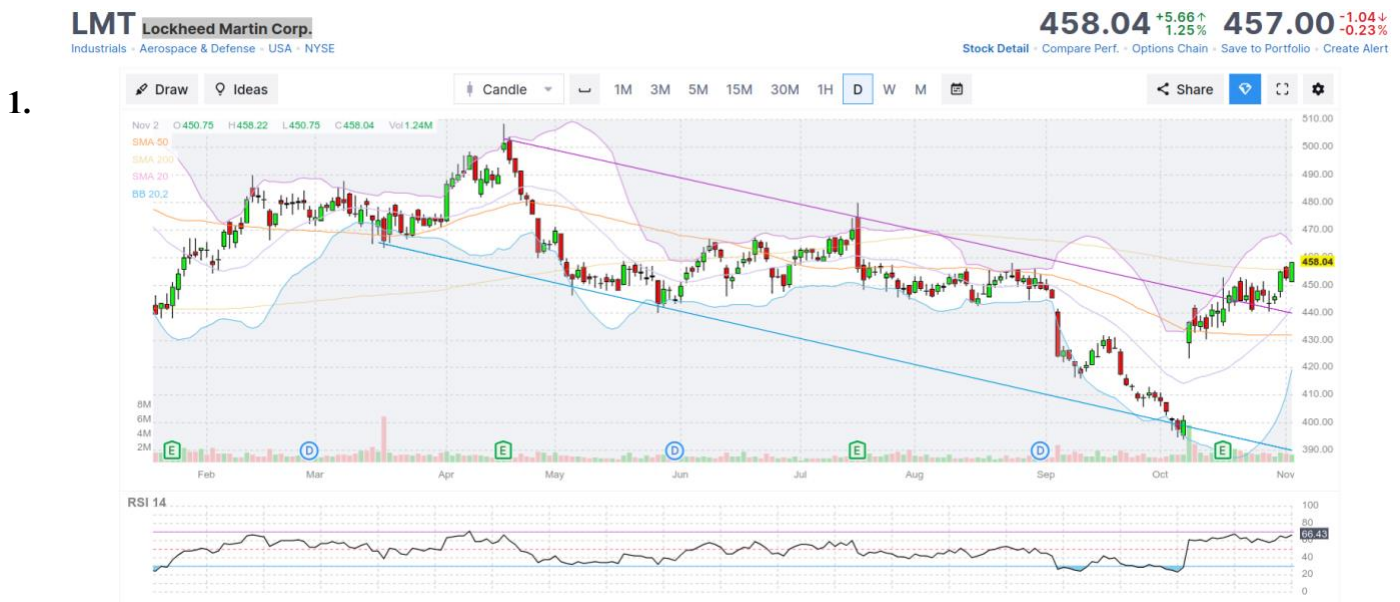 LMT Lockheed Martin Corp.
458.04 +5.66↑ 1.25% 457.00 -1.04↓ -0.23%
Industrials • Aerospace & Defense • USA • NYSE
Stock Detail • Compare Perf. • Options Chain • Save to Portfolio • Create Alert
1.
Draw Ideas Candle 1M 3M 5M 15M 30M 1H D W M Share
Nov 2 O450.75 H458.22 L450.75 C458.04 Vol1.24M
SMA 50
SMA 200
SMA 20
BB 20,2
510.00
500.00
490.00
480.00
470.00
458.04
450.00
440.00
430.00
420.00
410.00
400.00
390.00
8M
6M
4M
2M
E D E D E D E
Feb Mar Apr May Jun Jul Aug Sep Oct Nov
RSI 14
100
80
66.43
40
20
0